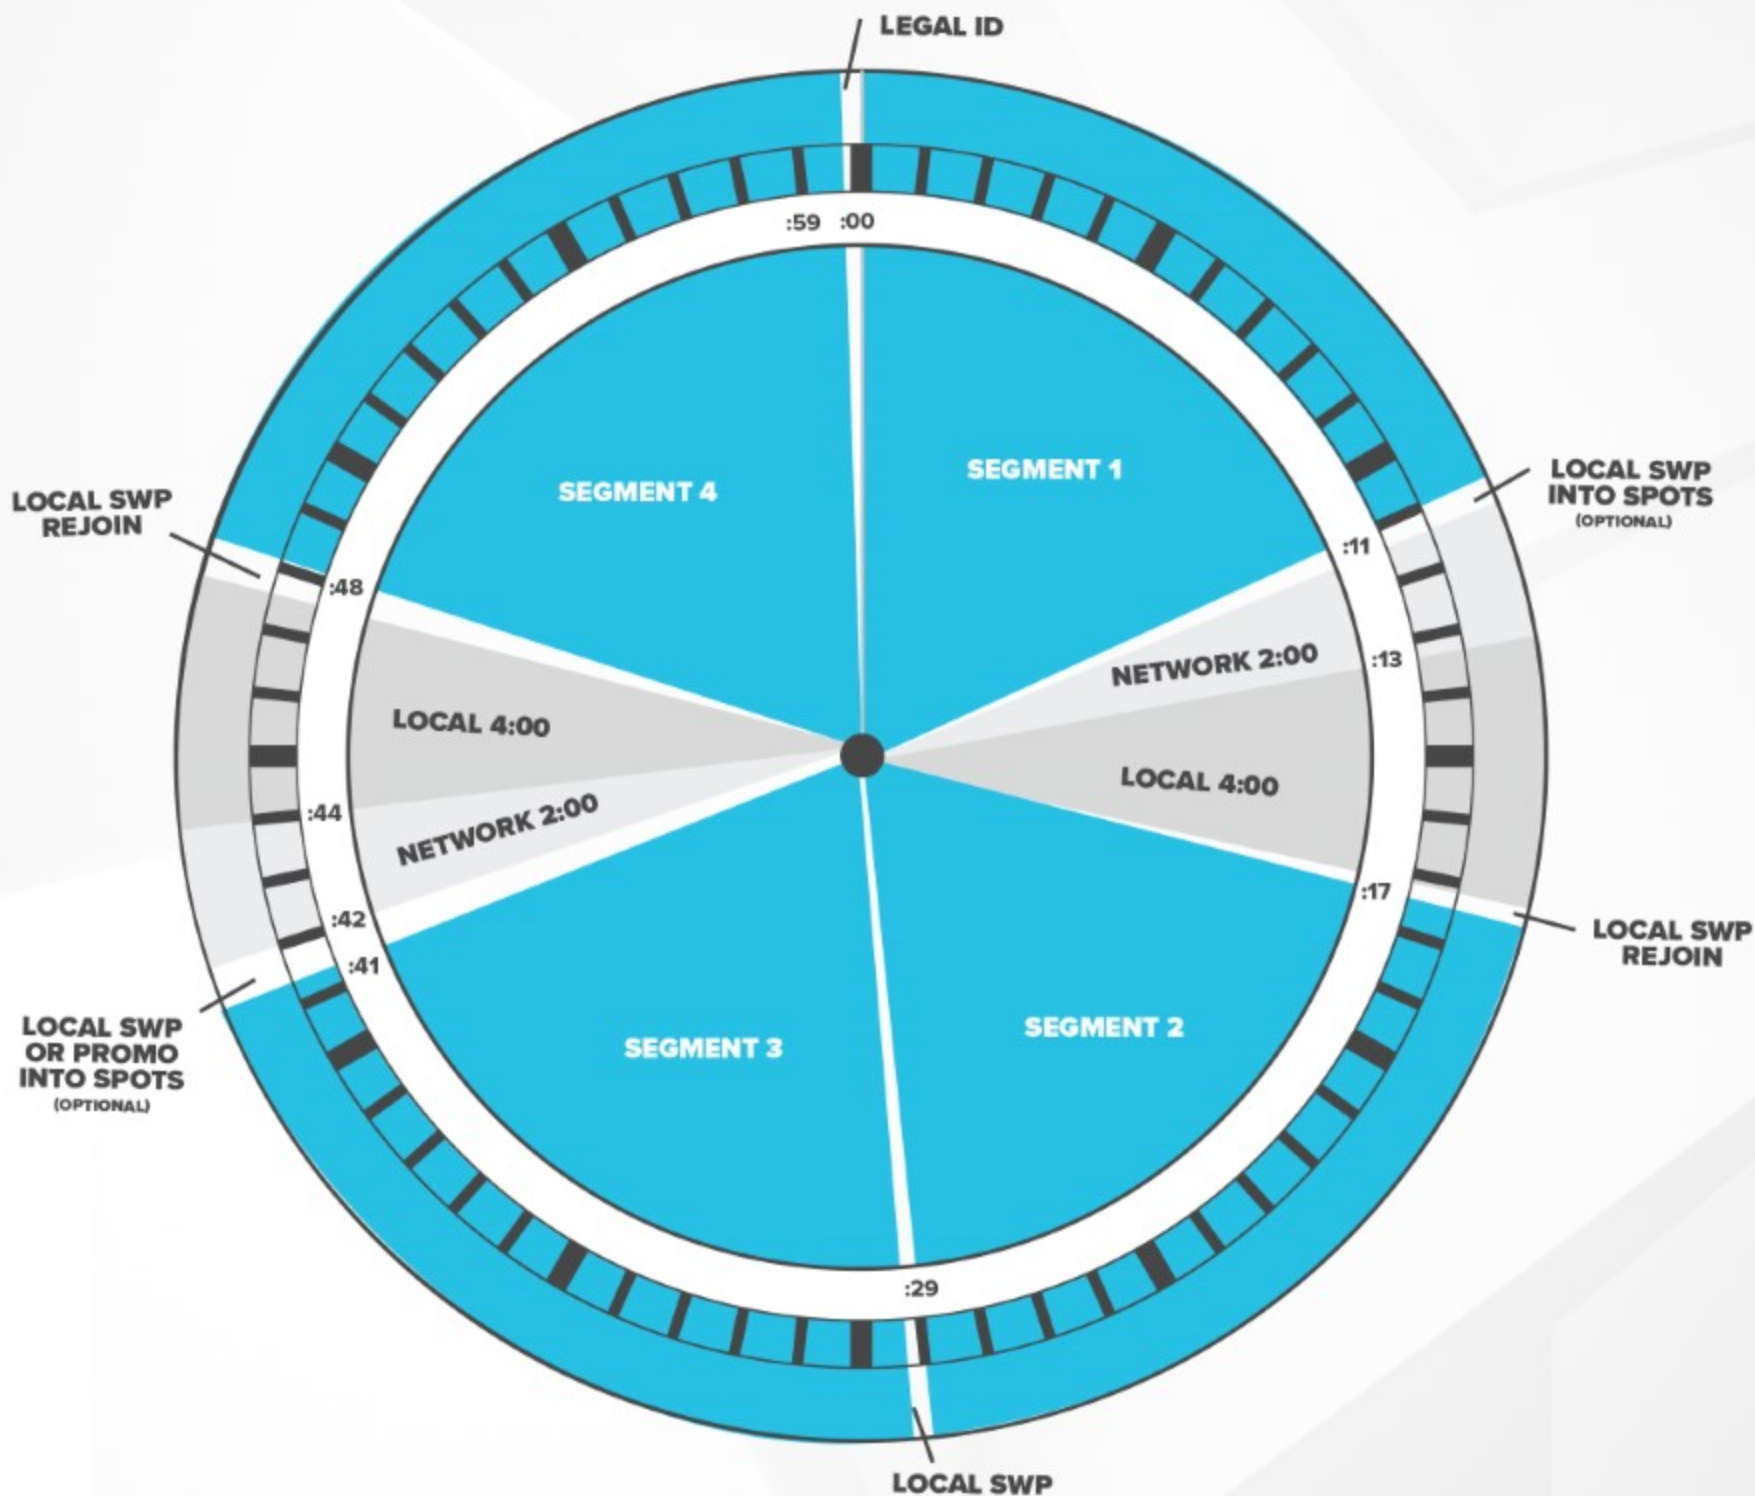 LEGAL ID
:59 :00
SEGMENT 4
SEGMENT 1
LOCAL SWP
REJOIN
LOCAL SWP
INTO SPOTS
(OPTIONAL)
:11
:48
NETWORK 2:00
:13
LOCAL 4:00
LOCAL 4:00
:44
NETWORK 2:00
:17
:42
:41
LOCAL SWP
REJOIN
LOCAL SWP
OR PROMO
INTO SPOTS
(OPTIONAL)
SEGMENT 3
SEGMENT 2
:29
LOCAL SWP